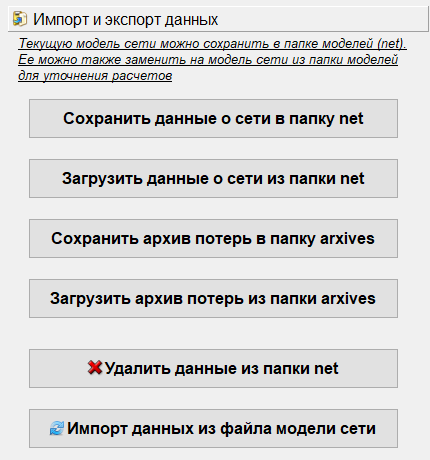 Импорт и экспорт данных
Текущую модель сети можно сохранить в папке моделей (net).
Ее можно также заменить на модель сети из папки моделей
для уточнения расчетов
Сохранить данные о сети в папку net
Загрузить данные о сети из папки net
Сохранить архив потерь в папку arxives
Загрузить архив потерь из папки arxives
Удалить данные из папки net
Импорт данных из файла модели сети